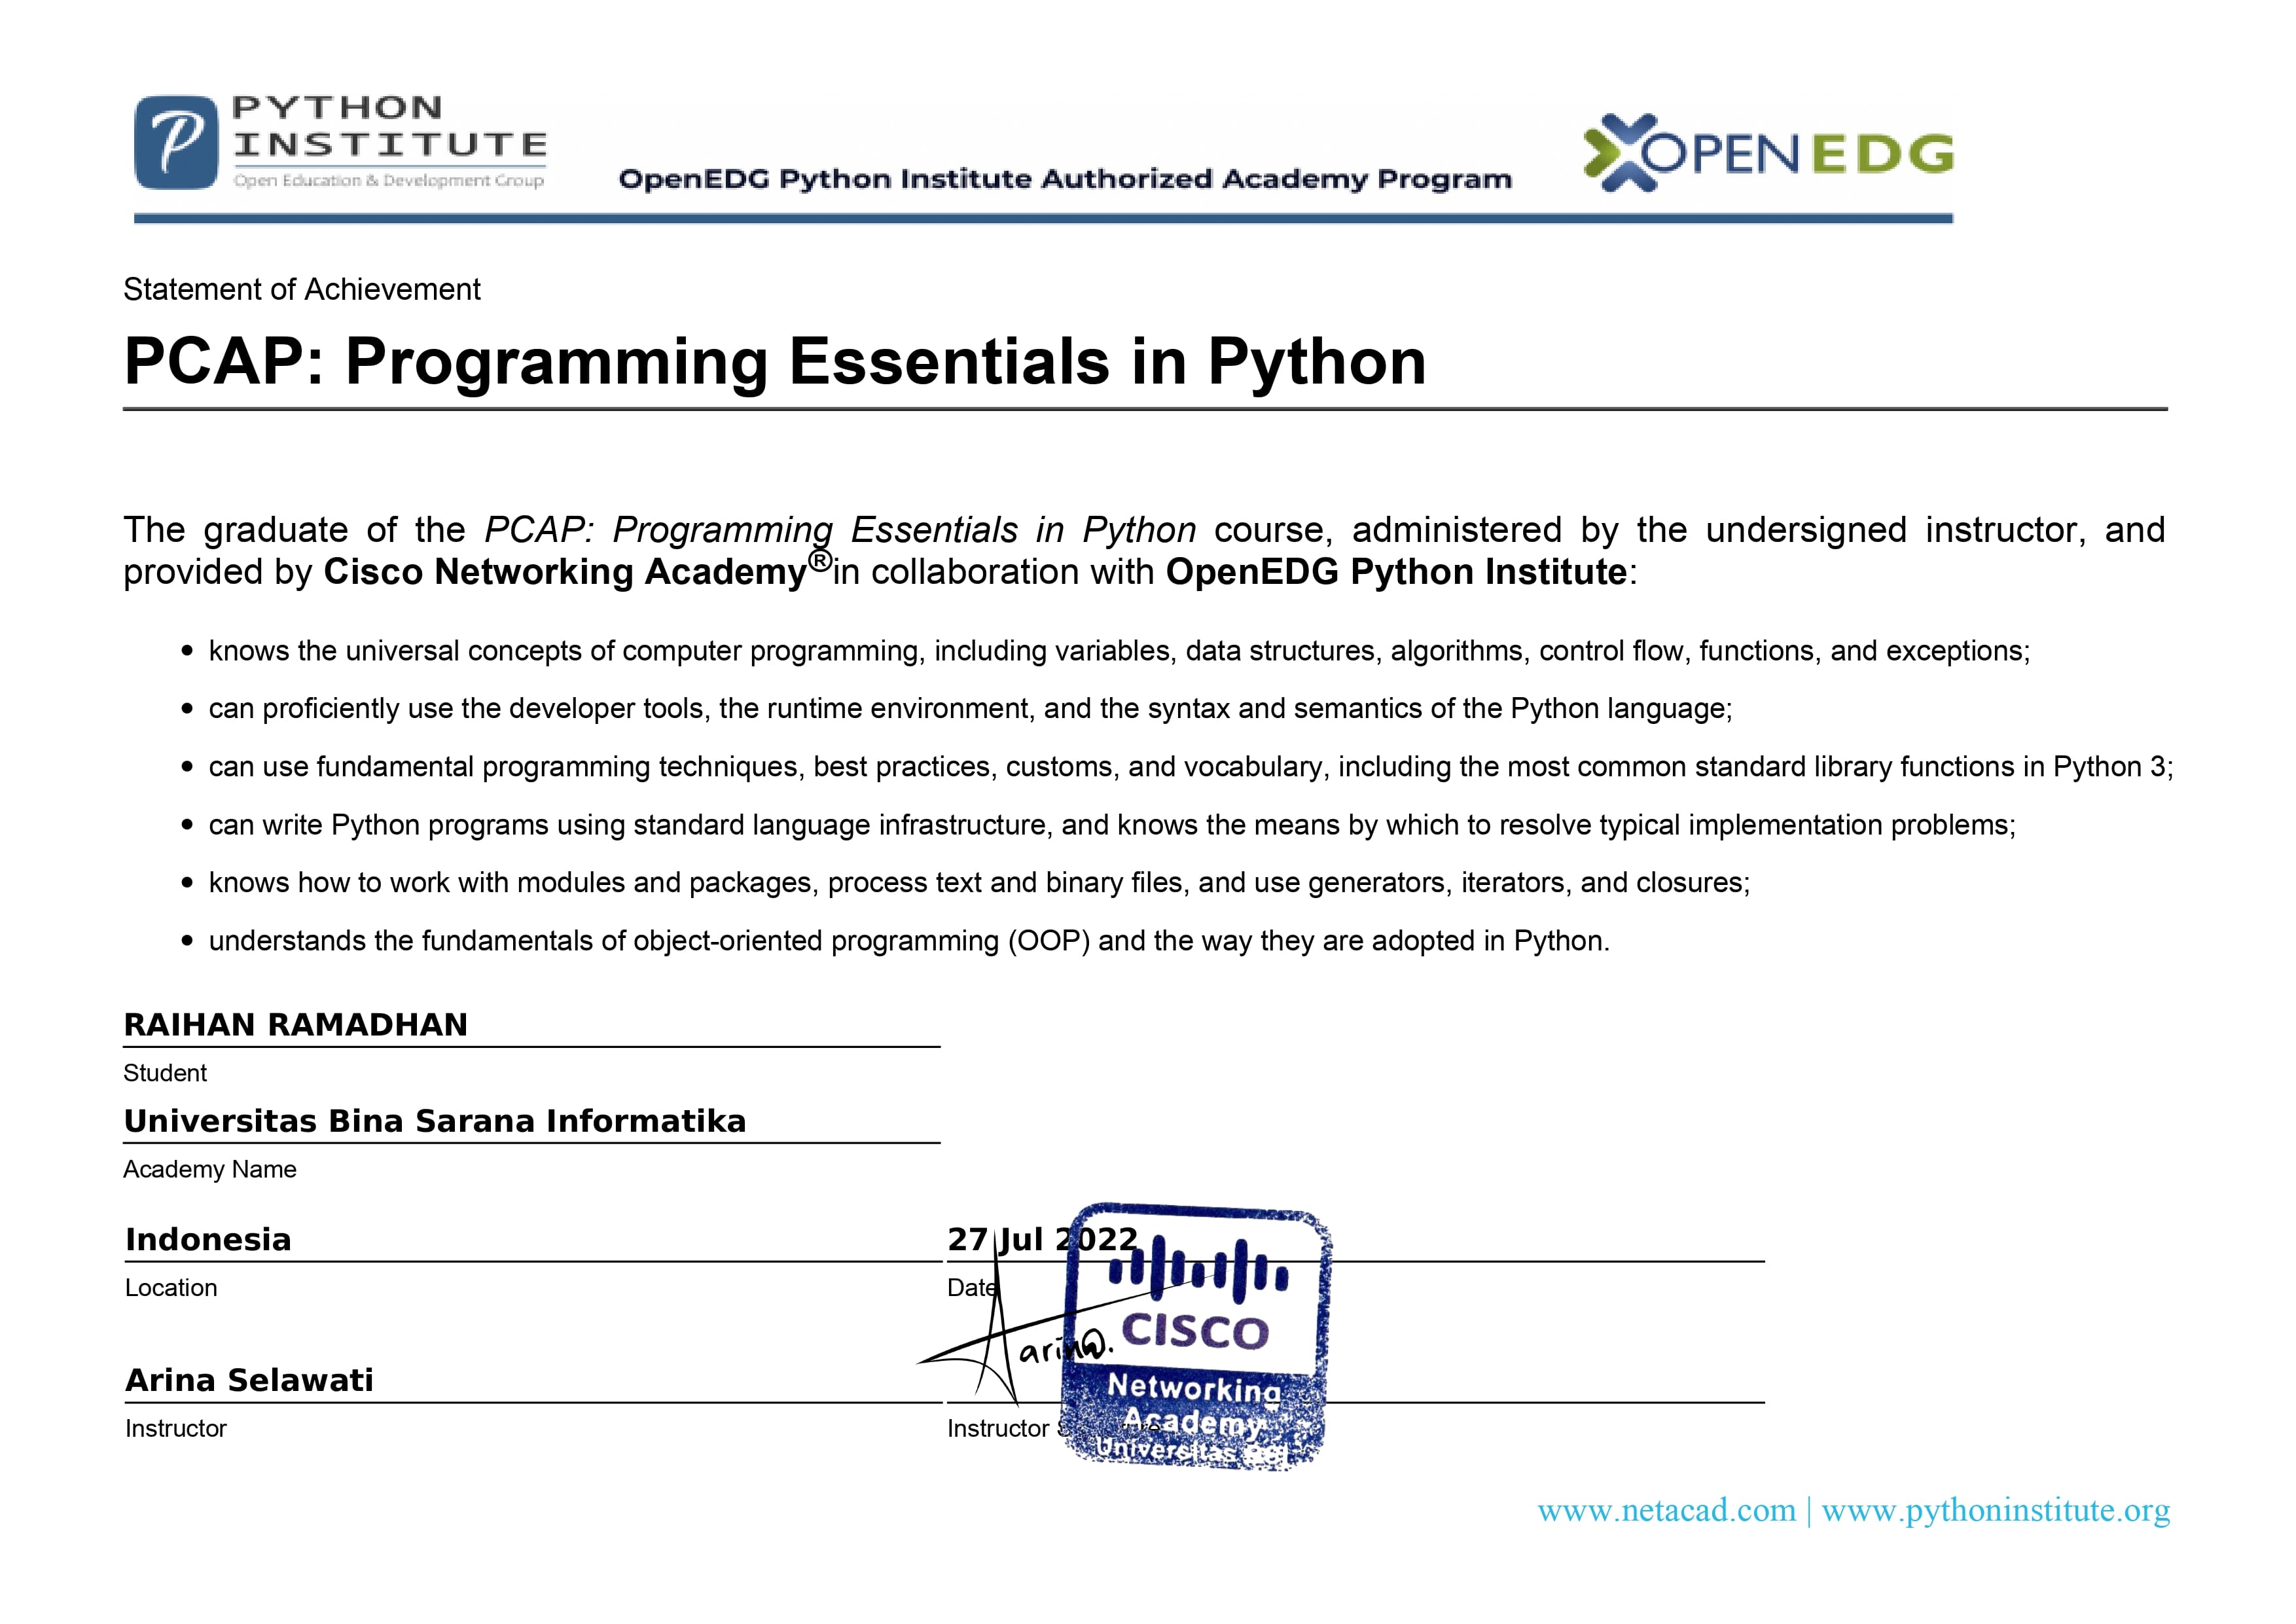 PYTHON
INSTITUTE
Open Education & Development Group
OpenEDG Python Institute Authorized Academy Program
OPENEDG
Statement of Achievement
PCAP: Programming Essentials in Python
The graduate of the PCAP: Programming Essentials in Python course, administered by the undersigned instructor, and
provided by Cisco Networking Academy®in collaboration with OpenEDG Python Institute:
• knows the universal concepts of computer programming, including variables, data structures, algorithms, control flow, functions, and exceptions;
• can proficiently use the developer tools, the runtime environment, and the syntax and semantics of the Python language;
• can use fundamental programming techniques, best practices, customs, and vocabulary, including the most common standard library functions in Python 3;
• can write Python programs using standard language infrastructure, and knows the means by which to resolve typical implementation problems;
• knows how to work with modules and packages, process text and binary files, and use generators, iterators, and closures;
• understands the fundamentals of object-oriented programming (OOP) and the way they are adopted in Python.
RAIHAN RAMADHAN
Student
Universitas Bina Sarana Informatika
Academy Name
Indonesia
27 Jul 2022
Location
Date
CISCO
Arina.
Arina Selawati
Networking
Academy
Instructor
Instructor
Universitas
www.netacad.com | www.pythoninstitute.org